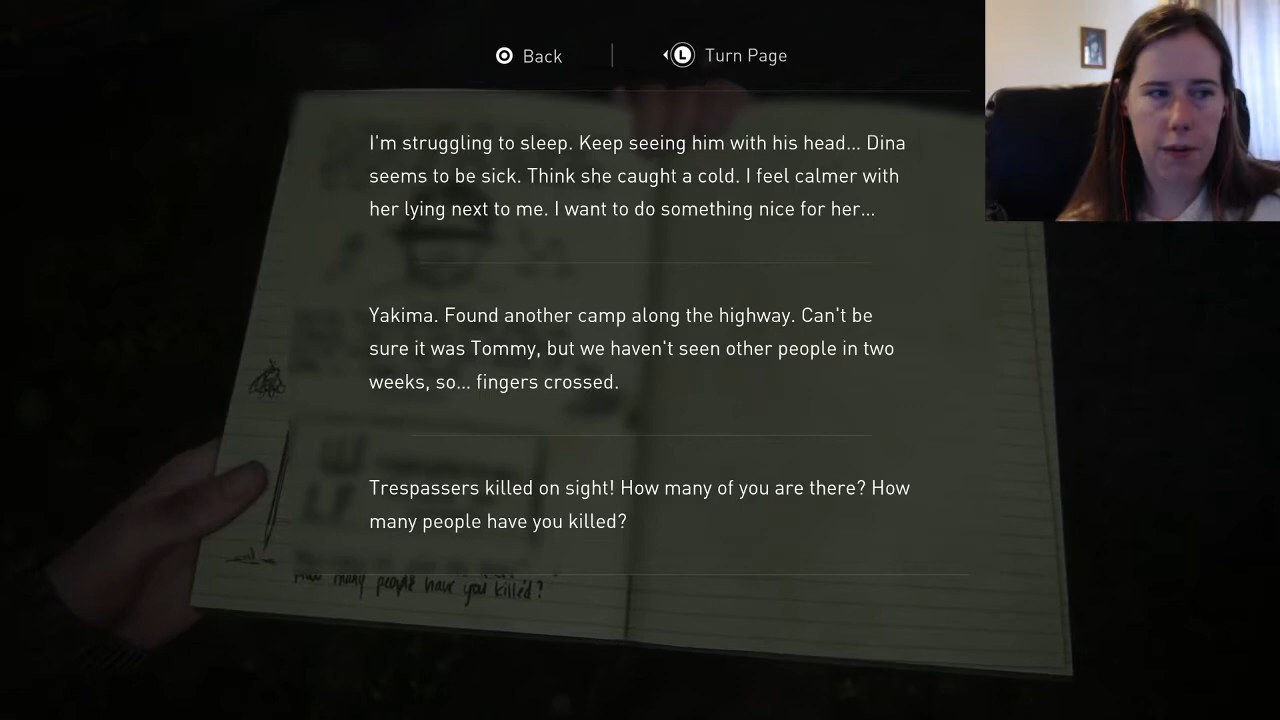 Back
L Turn Page
I'm struggling to sleep. Keep seeing him with his head... Dina
seems to be sick. Think she caught a cold. I feel calmer with
her lying next to me. I want to do something nice for her...
Yakima. Found another camp along the highway. Can't be
sure it was Tommy, but we haven't seen other people in two
weeks, so... fingers crossed.
Trespassers killed on sight! How many of you are there? How
many people have you killed?
How many people have you killed?